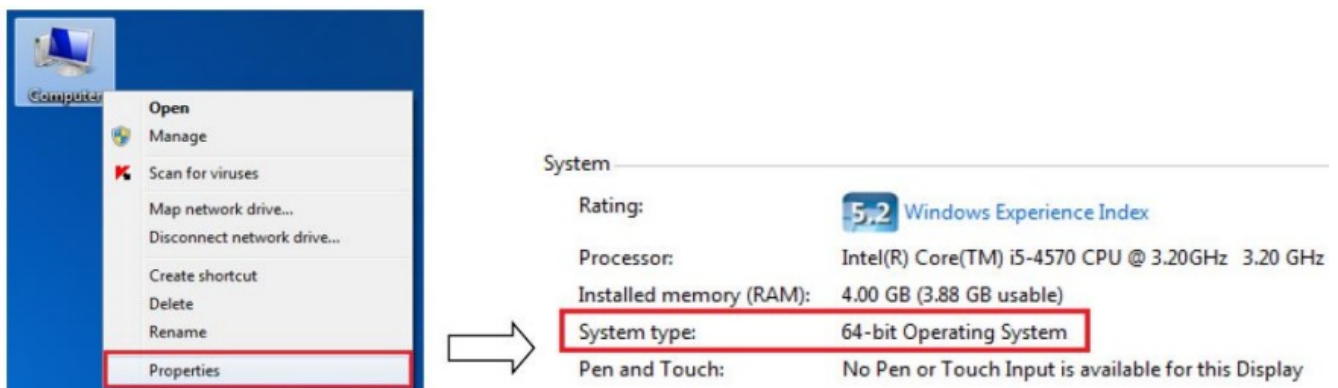 Computer
Open
Manage
Scan for viruses
Map network drive...
Disconnect network drive...
Create shortcut
Delete
Rename
Properties
System
Rating: 5.2 Windows Experience Index
Processor: Intel(R) Core(TM) i5-4570 CPU @ 3.20GHz 3.20 GHz
Installed memory (RAM): 4.00 GB (3.88 GB usable)
System type: 64-bit Operating System
Pen and Touch: No Pen or Touch Input is available for this Display